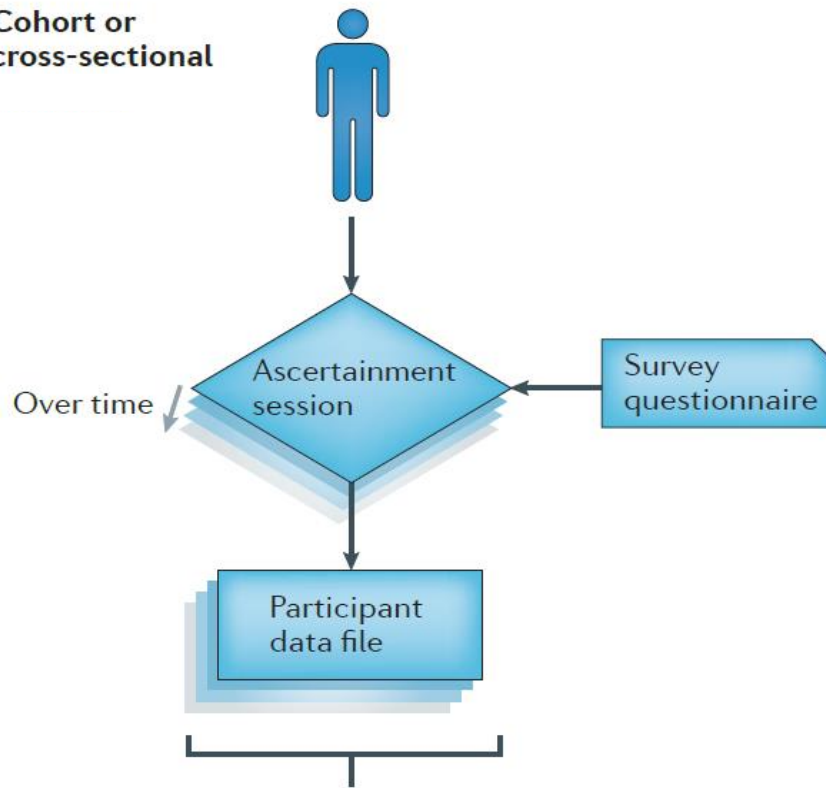 Cohort or
cross-sectional
Ascertainment
session
Survey
questionnaire
Over time
Participant
data file